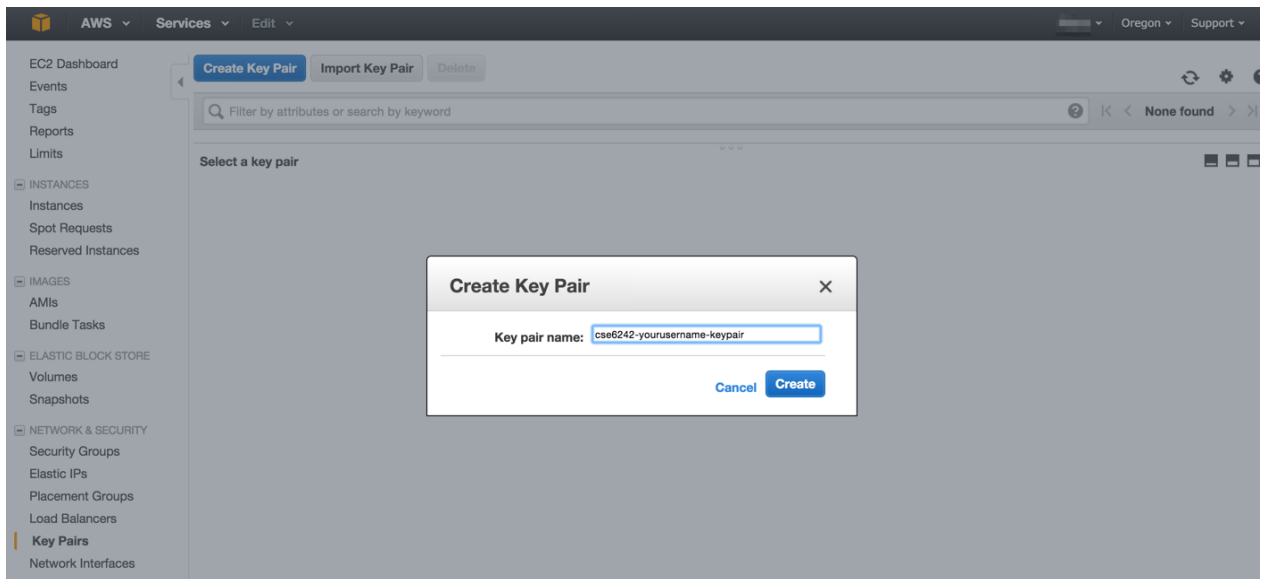 AWS Services Edit Oregon Support
EC2 Dashboard
Events
Tags
Reports
Limits
INSTANCES
Instances
Spot Requests
Reserved Instances
IMAGES
AMIs
Bundle Tasks
ELASTIC BLOCK STORE
Volumes
Snapshots
NETWORK & SECURITY
Security Groups
Elastic IPs
Placement Groups
Load Balancers
Key Pairs
Network Interfaces
Create Key Pair Import Key Pair Delete
Filter by attributes or search by keyword None found
Select a key pair
Create Key Pair
Key pair name: cse6242-yourusername-keypair
Cancel Create